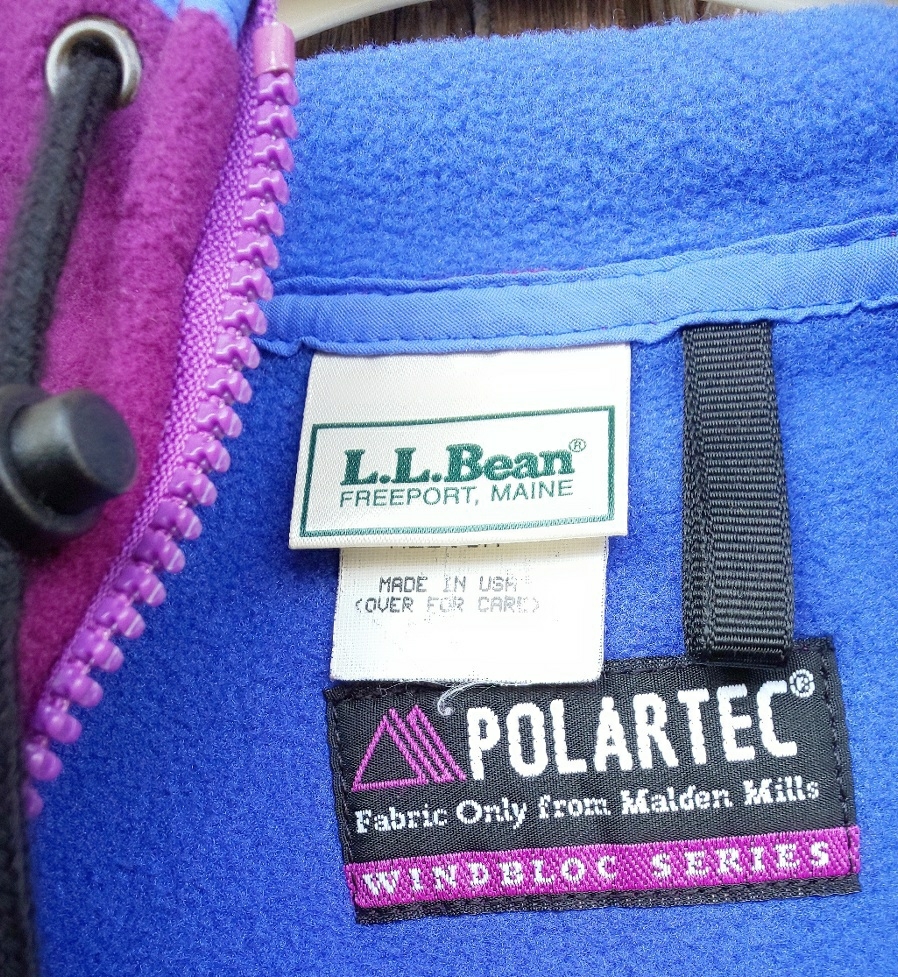 L.L.Bean®
FREEPORT, MAINE
MADE IN USA
(OVER FOR CARE)
POLARTEC®
Fabric Only from Malden Mills
WINDBLOC SERIES